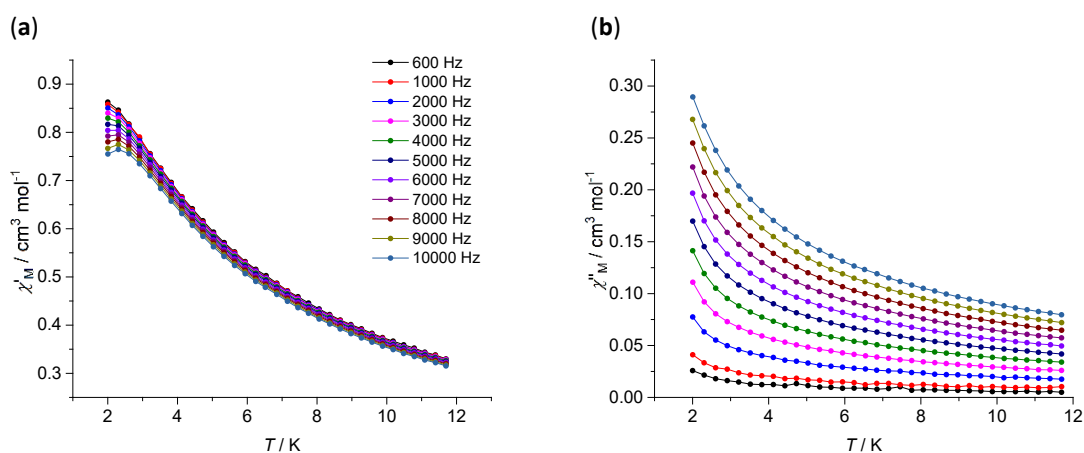 (a)
χ'M / cm³ mol⁻¹
0.9
0.8
0.7
0.6
0.5
0.4
0.3
0 2 4 6 8 10 12
T / K
600 Hz
1000 Hz
2000 Hz
3000 Hz
4000 Hz
5000 Hz
6000 Hz
7000 Hz
8000 Hz
9000 Hz
10000 Hz
(b)
χ"M / cm³ mol⁻¹
0.30
0.25
0.20
0.15
0.10
0.05
0.00
2 4 6 8 10 12
T / K